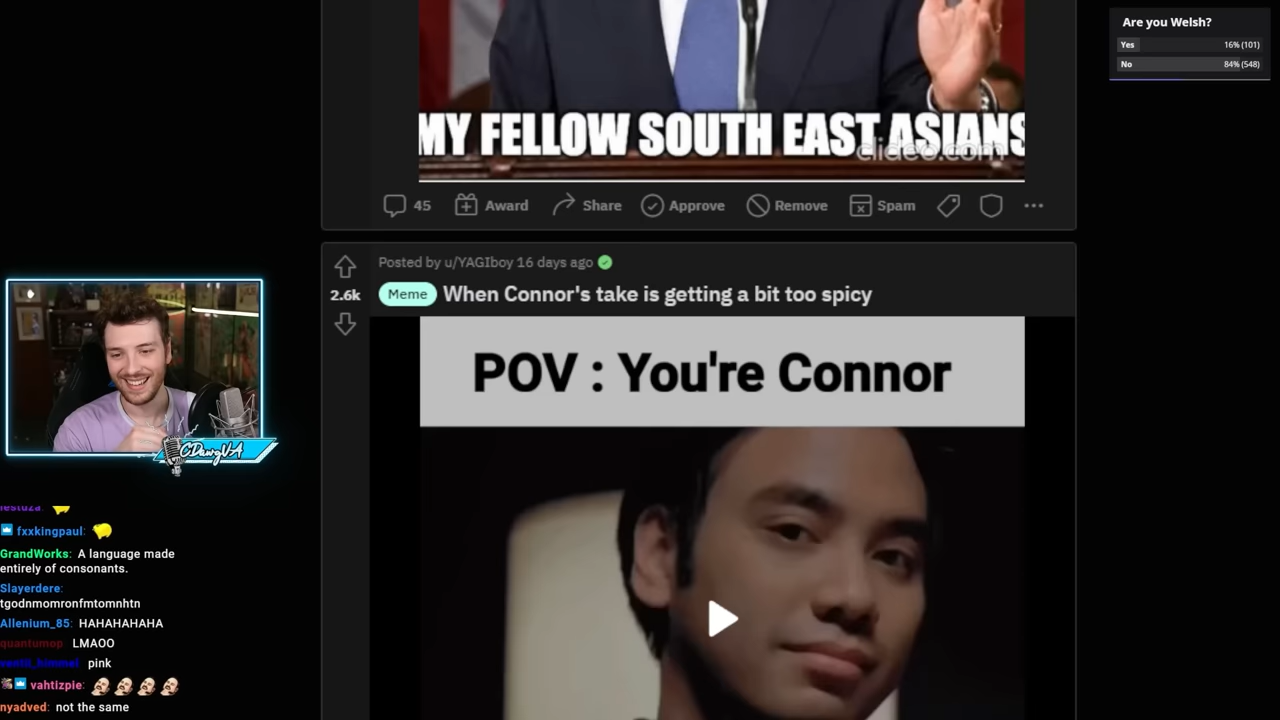 MY FELLOW SOUTH EAST ASIANS
clideo.com
45 Award Share Approve Remove Spam
Posted by u/YAGIboy 16 days ago
2.6k
Meme When Connor's take is getting a bit too spicy
POV : You're Connor
Are you Welsh?
Yes 16% (101)
No 84% (548)
CDawgVA
fxxkingpaul:
GrandWorks: A language made
entirely of consonants.
Slayerdere:
tgodnmomronfmtomnhtn
Allenium_85: HAHAHAHAHA
quantumop LMAOO
pink
vahtizpie:
nyadved: not the same